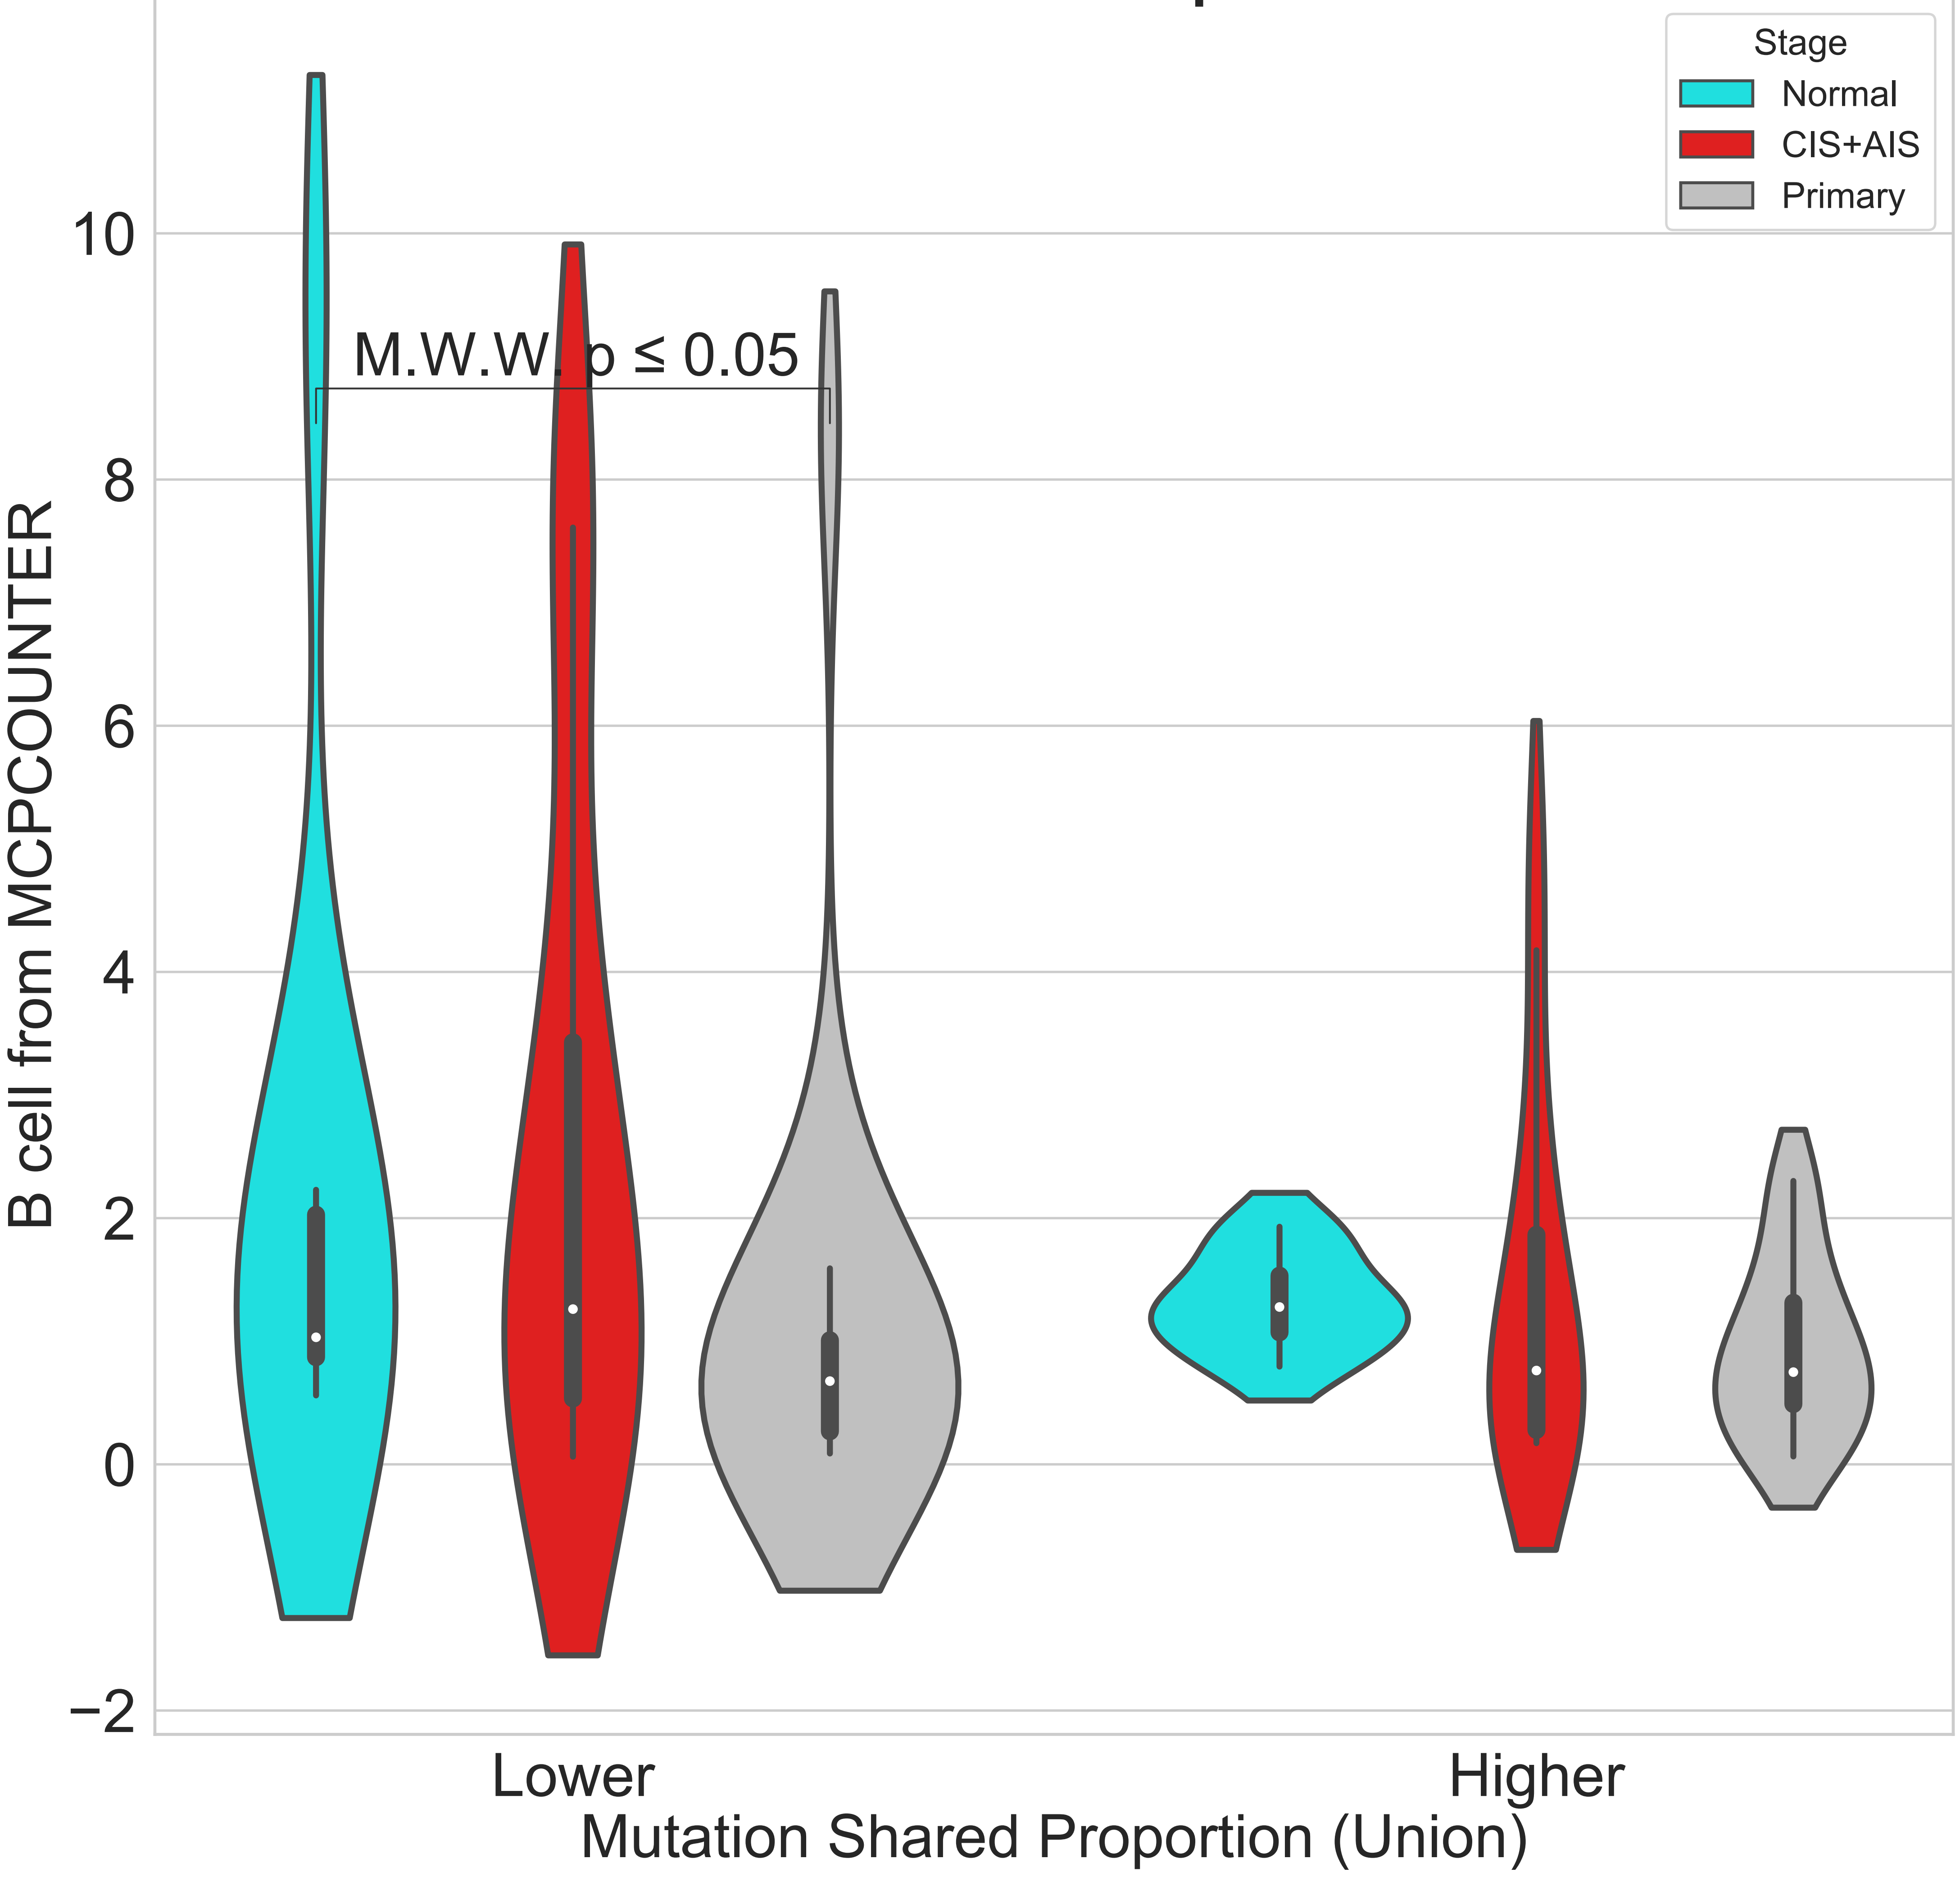 Stage
Normal
CIS+AIS
Primary
10
8
6
4
2
0
−2
B cell from MCPCOUNTER
M.W.W. p ≤ 0.05
Lower
Higher
Mutation Shared Proportion (Union)